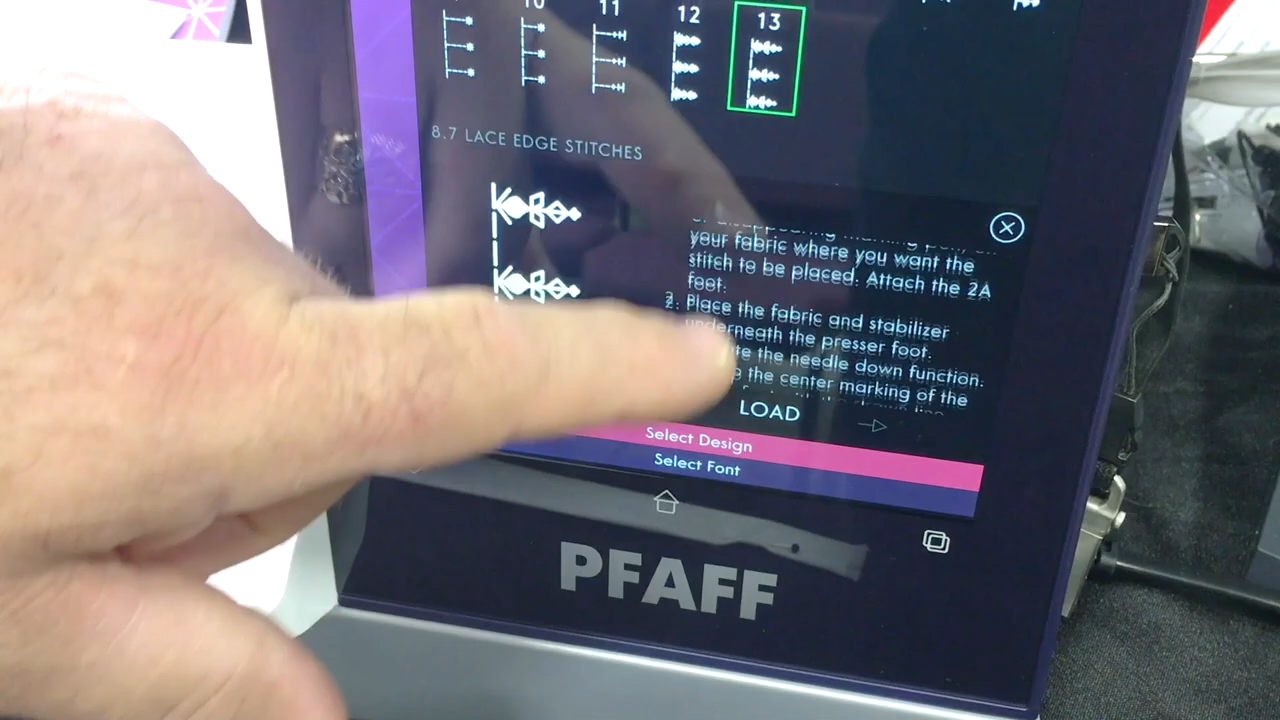 10 11 12 13
8.7 LACE EDGE STITCHES
your fabric where you want the
stitch to be placed. Attach the 2A
foot.
2. Place the fabric and stabilizer
underneath the presser foot.
the needle down function.
the center marking of the
LOAD
Select Design
Select Font
PFAFF